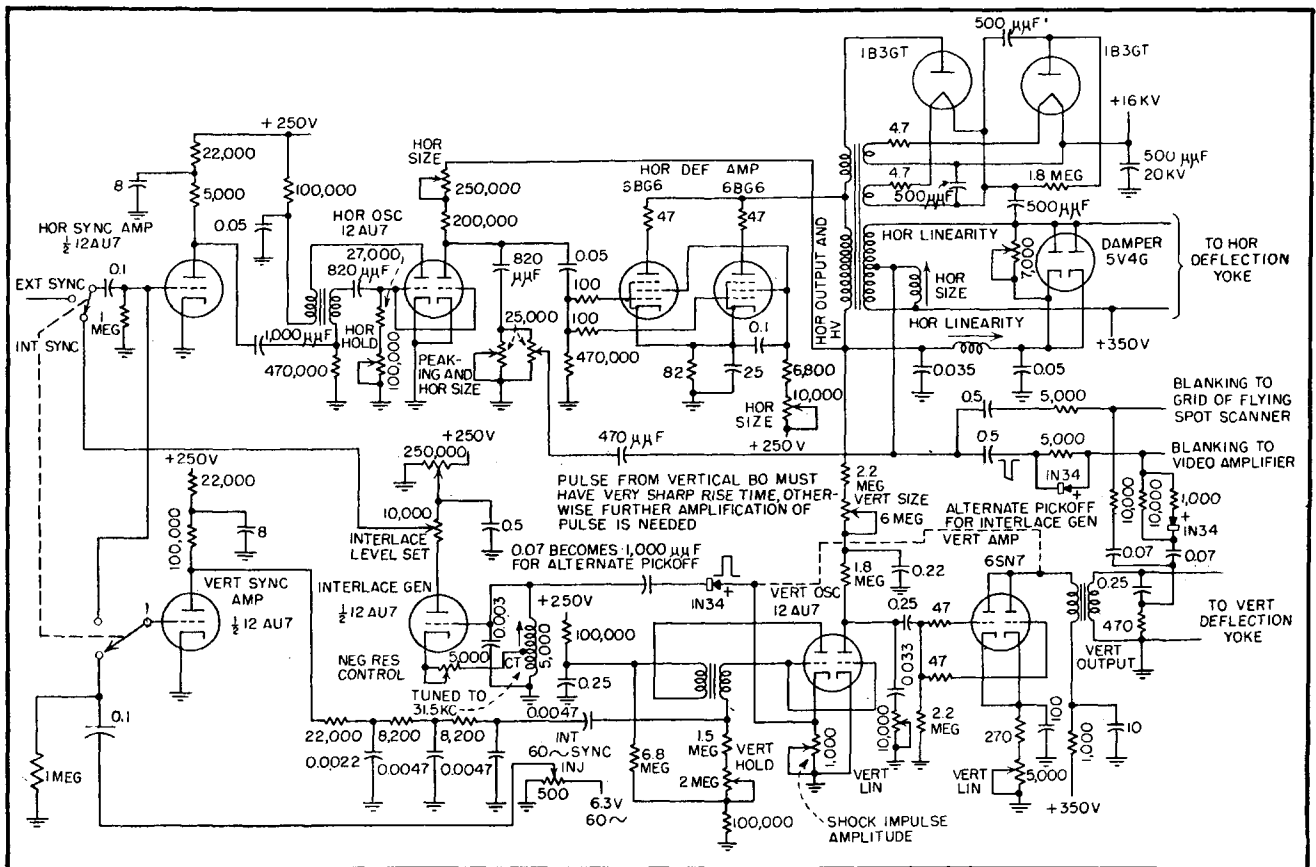 500 μμF
1B3GT
1B3GT
+16 KV
4.7
4.7
500 μμF
1.8 MEG
500 μμF
20KV
500 μμF
+250V
22,000
8
5,000
100,000
0.05
HOR SIZE
250,000
200,000
HOR DEF AMP
6BG6
6BG6
47
47
HOR SYNC AMP
½ 12AU7
HOR OSC
12AU7
27,000
820 μμF
820 μμF
0.05
EXT SYNC
0.1
1 MEG
INT SYNC
1,000 μμF
470,000
HOR HOLD
100,000
PEAKING AND HOR SIZE
25,000
100
100
470,000
82
25
0.1
6,800
10,000
HOR SIZE
+250V
HOR OUTPUT AND HV
HOR LINEARITY
7,000
DAMPER
5V4G
HOR SIZE
HOR LINEARITY
TO HOR DEFLECTION YOKE
+350V
0.035
0.05
470 μμF
0.5
5,000
BLANKING TO GRID OF FLYING SPOT SCANNER
0.5
5,000
BLANKING TO VIDEO AMPLIFIER
1N34
+
10,000
10,000
1,000
+
1N34
0.07
0.07
+250V
22,000
8
100,000
VERT SYNC AMP
½ 12 AU7
+250V
250,000
10,000
0.5
INTERLACE LEVEL SET
INTERLACE GEN
½ 12 AU7
PULSE FROM VERTICAL BO MUST
HAVE VERY SHARP RISE TIME, OTHER-
WISE FURTHER AMPLIFICATION OF
PULSE IS NEEDED
0.07 BECOMES 1,000 μμF
FOR ALTERNATE PICKOFF
1N34
+
2.2 MEG
VERT SIZE
6 MEG
1.8 MEG
0.22
ALTERNATE PICKOFF
FOR INTERLACE GEN
VERT AMP
6SN7
VERT OSC
12AU7
0.25
47
47
0.033
10,000
2.2 MEG
270
100
5,000
VERT LIN
VERT LIN
VERT OUTPUT
0.25
470
TO VERT DEFLECTION YOKE
1,000
10
+350V
0.003
5,000
CT
5,000
NEG RES CONTROL
TUNED TO 31.5KC
+250V
100,000
0.25
0.1
1 MEG
22,000
8,200
8,200
0.0047
0.0022
0.0047
0.0047
INT 60~ SYNC INJ
500
6.3V
60~
6.8 MEG
1.5 MEG
VERT HOLD
2 MEG
100,000
1,000
SHOCK IMPULSE AMPLITUDE